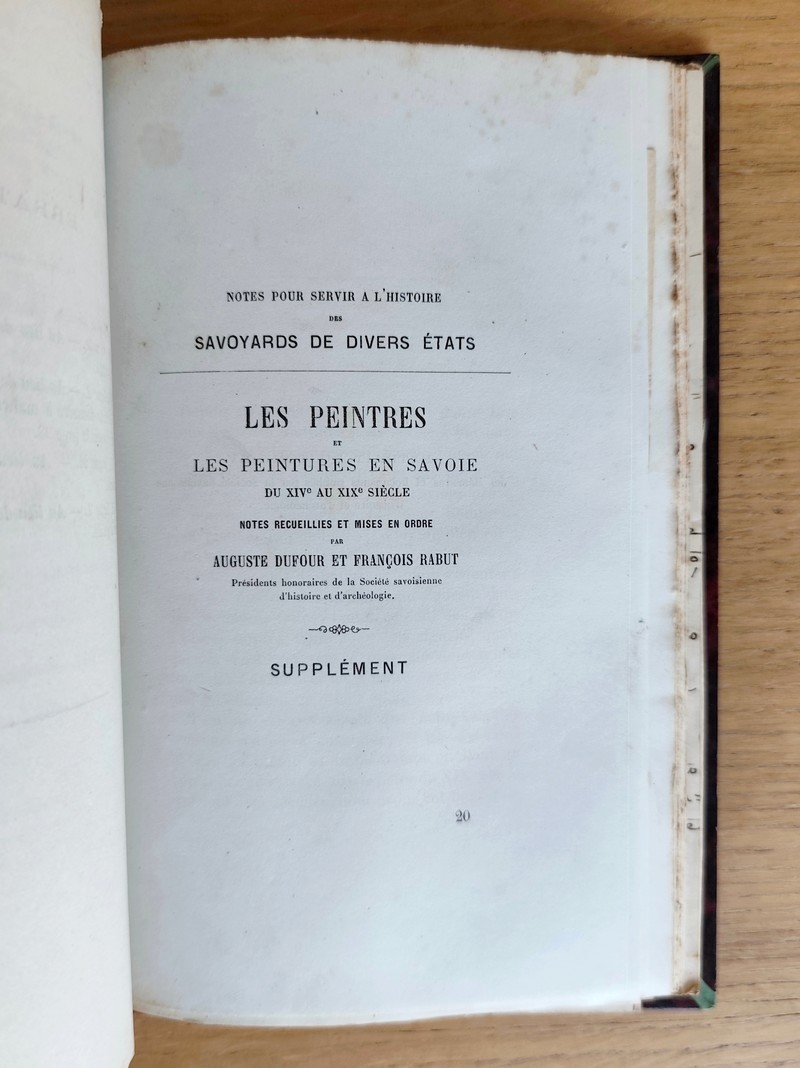 NOTES POUR SERVIR A L'HISTOIRE
DES
SAVOYARDS DE DIVERS ÉTATS
LES PEINTRES
ET
LES PEINTURES EN SAVOIE
DU XIVe AU XIXe SIÈCLE
NOTES RECUEILLIES ET MISES EN ORDRE
PAR
AUGUSTE DUFOUR ET FRANÇOIS RABUT
Présidents honoraires de la Société savoisienne
d'histoire et d'archéologie.
SUPPLÉMENT
20